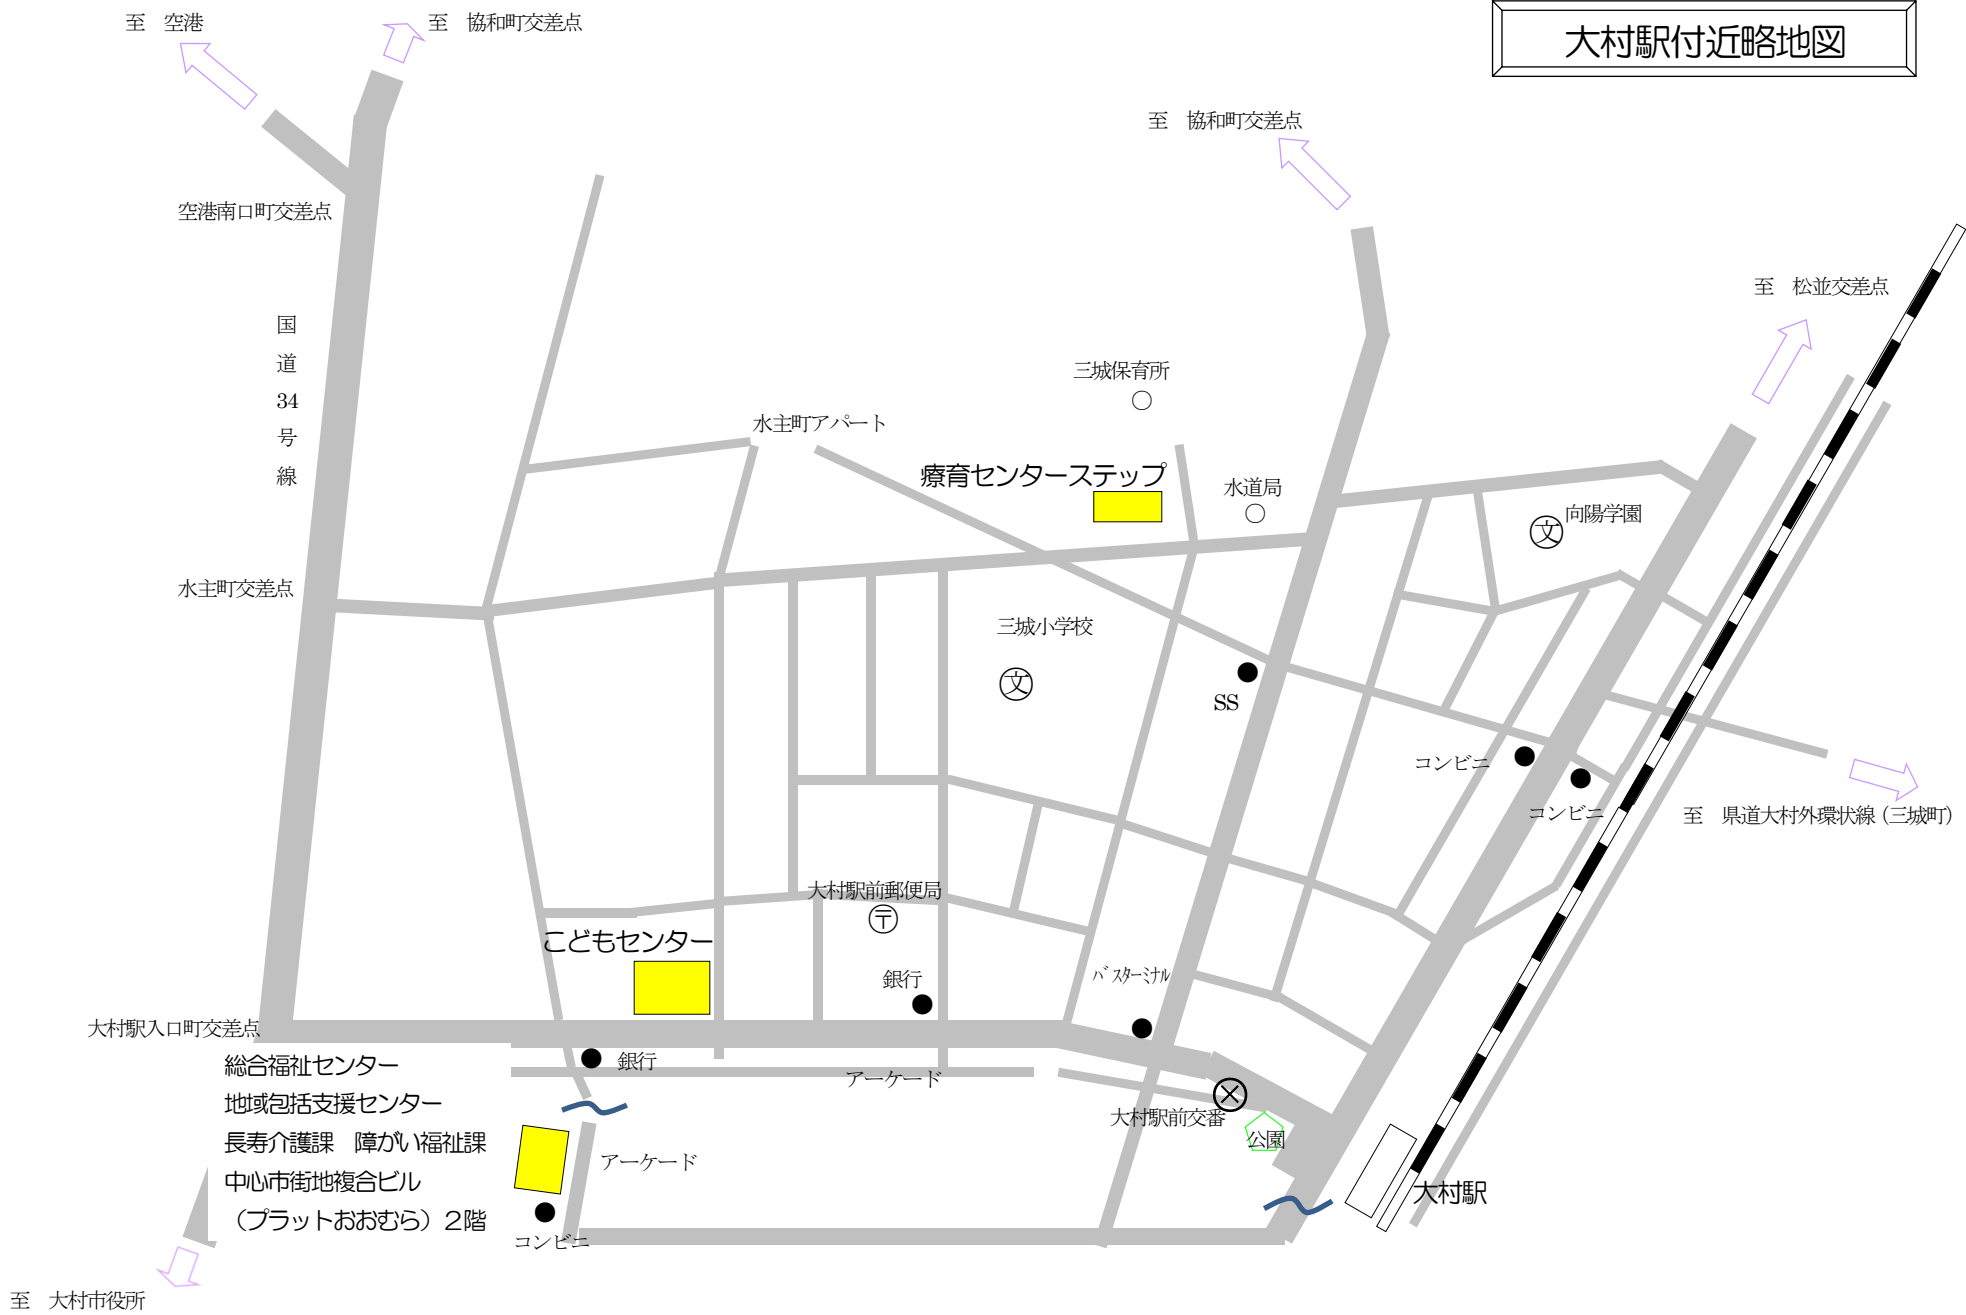 至　空港
至　協和町交差点
大村駅付近略地図
至　協和町交差点
空港南口町交差点
至　松並交差点
国道34号線
三城保育所
水主町アパート
療育センターステップ
水道局
文
向陽学園
水主町交差点
三城小学校
文
SS
コンビニ
コンビニ
至　県道大村外環状線（三城町）
大村駅前郵便局
〒
こどもセンター
銀行
バスターミナル
大村駅入口町交差点
銀行
アーケード
総合福祉センター
地域包括支援センター
長寿介護課　障がい福祉課
中心市街地複合ビル
（プラットおおむら）２階
大村駅前交番
公園
アーケード
大村駅
コンビニ
至　大村市役所